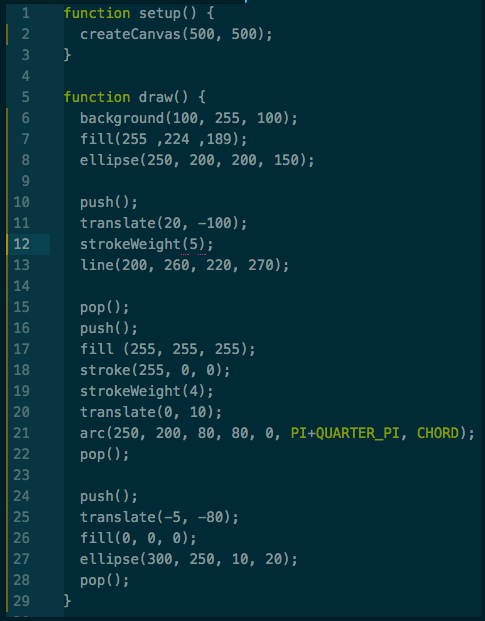 1 function setup() {
2 createCanvas(500, 500);
3 }
4
5 function draw() {
6 background(100, 255, 100);
7 fill(255 ,224 ,189);
8 ellipse(250, 200, 200, 150);
9
10 push();
11 translate(20, -100);
12 strokeWeight(5);
13 line(200, 260, 220, 270);
14
15 pop();
16 push();
17 fill (255, 255, 255);
18 stroke(255, 0, 0);
19 strokeWeight(4);
20 translate(0, 10);
21 arc(250, 200, 80, 80, 0, PI+QUARTER_PI, CHORD);
22 pop();
23
24 push();
25 translate(-5, -80);
26 fill(0, 0, 0);
27 ellipse(300, 250, 10, 20);
28 pop();
29 }